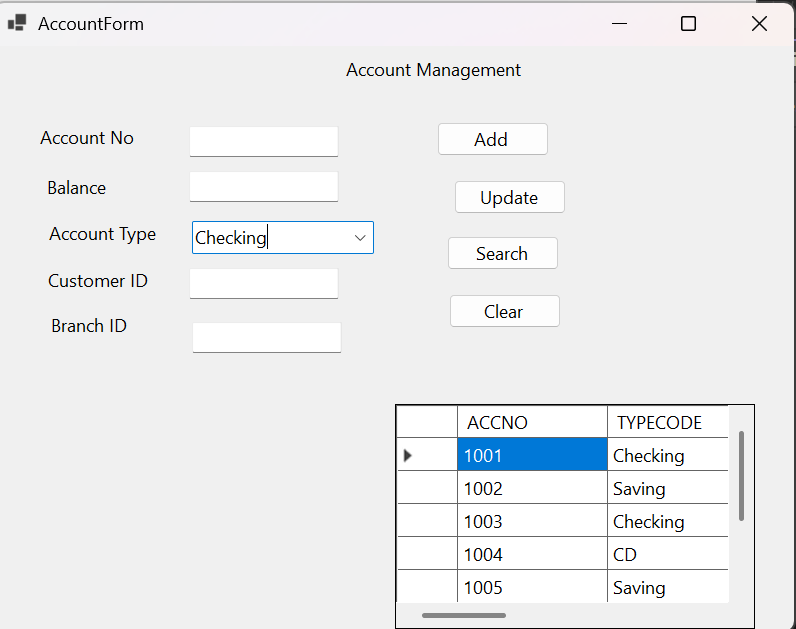 AccountForm
Account Management
Account No
Add
Balance
Update
Account Type
Checking
Search
Customer ID
Clear
Branch ID
ACCNO TYPECODE
1001 Checking
1002 Saving
1003 Checking
1004 CD
1005 Saving